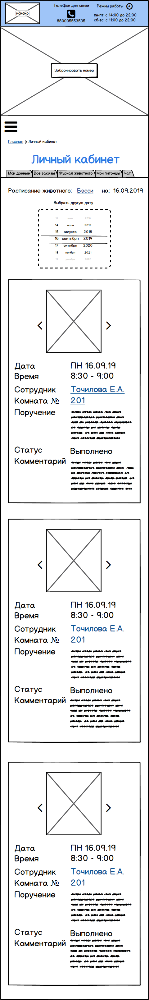 кококо
Телефон для связи
880005553535
Режим работы
пн-пт: с 14:00 до 22:00
сб-вс: с 11:00 до 22:00
Забронировать номер
Главная Личный кабинет
Личный кабинет
Мои данные Все заказы Журнал животного Мои питомцы Чат
Расписание животного: Бэсси на: 16.09.2019
Выбрать другую дату
13 июня 2016
14 июля 2017
15 августа 2018
16 сентября 2019
17 октября 2020
18 ноября 2021
19 декабря 2022
Дата ПН 16.09.19
Время 8:30 - 9:00
Сотрудник Точилова Е.А.
Комната № 201
Поручение
Статус Выполнено
Комментарий
Дата ПН 16.09.19
Время 8:30 - 9:00
Сотрудник Точилова Е.А.
Комната № 201
Поручение
Статус Выполнено
Комментарий
Дата ПН 16.09.19
Время 8:30 - 9:00
Сотрудник Точилова Е.А.
Комната № 201
Поручение
Статус Выполнено
Комментарий